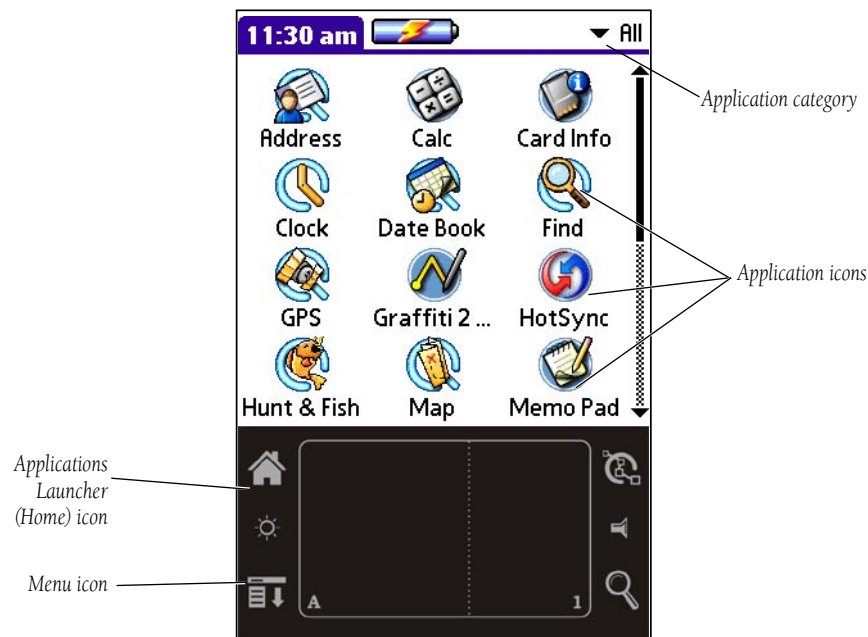 11:30 am
All
Application category
Address
Calc
Card Info
Clock
Date Book
Find
Application icons
GPS
Graffiti 2 ...
HotSync
Hunt & Fish
Map
Memo Pad
Applications
Launcher
(Home) icon
Menu icon
A
1